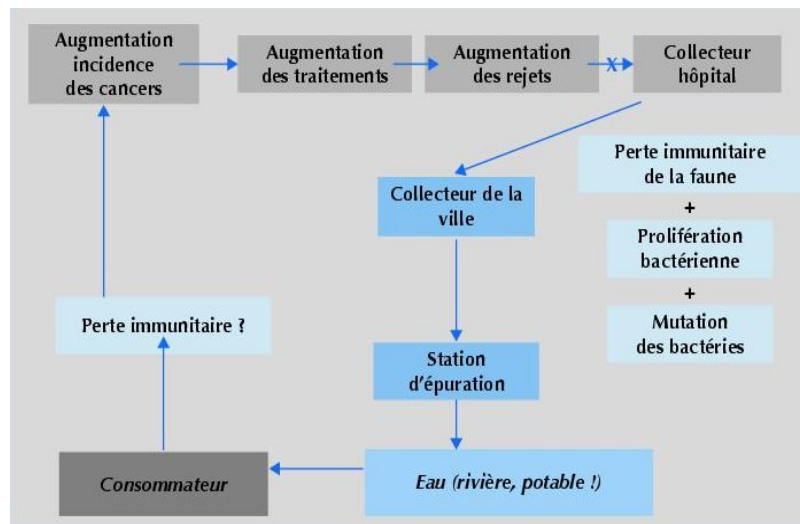 Augmentation
incidence
des cancers
Augmentation
des traitements
Augmentation
des rejets
X
Collecteur
hôpital
Perte immunitaire
de la faune
+
Prolifération
bactérienne
+
Mutation
des bactéries
Collecteur de la
ville
Station
d'épuration
Eau (rivière, potable !)
Consommateur
Perte immunitaire ?